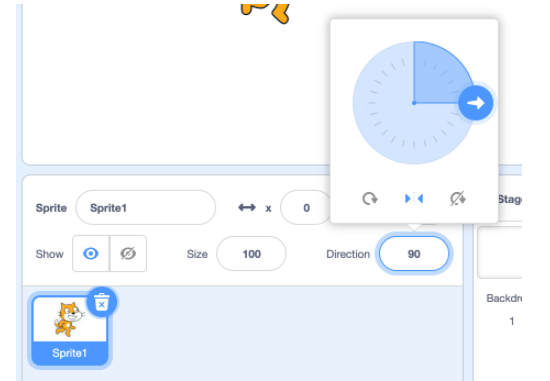 Sprite Sprite1 x 0 Stag
Show Size 100 Direction 90
Backdr
1
Sprite1